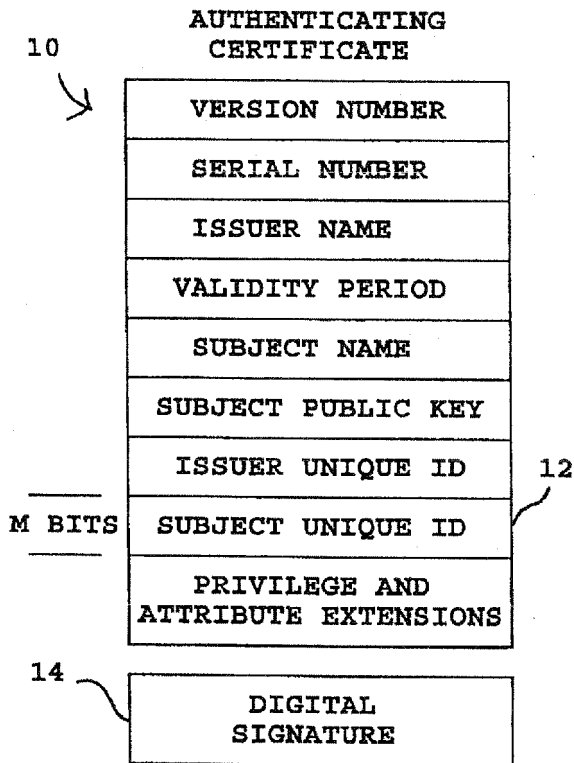 AUTHENTICATING
CERTIFICATE
10
VERSION NUMBER
SERIAL NUMBER
ISSUER NAME
VALIDITY PERIOD
SUBJECT NAME
SUBJECT PUBLIC KEY
ISSUER UNIQUE ID
12
M BITS
SUBJECT UNIQUE ID
PRIVILEGE AND
ATTRIBUTE EXTENSIONS
14
DIGITAL
SIGNATURE